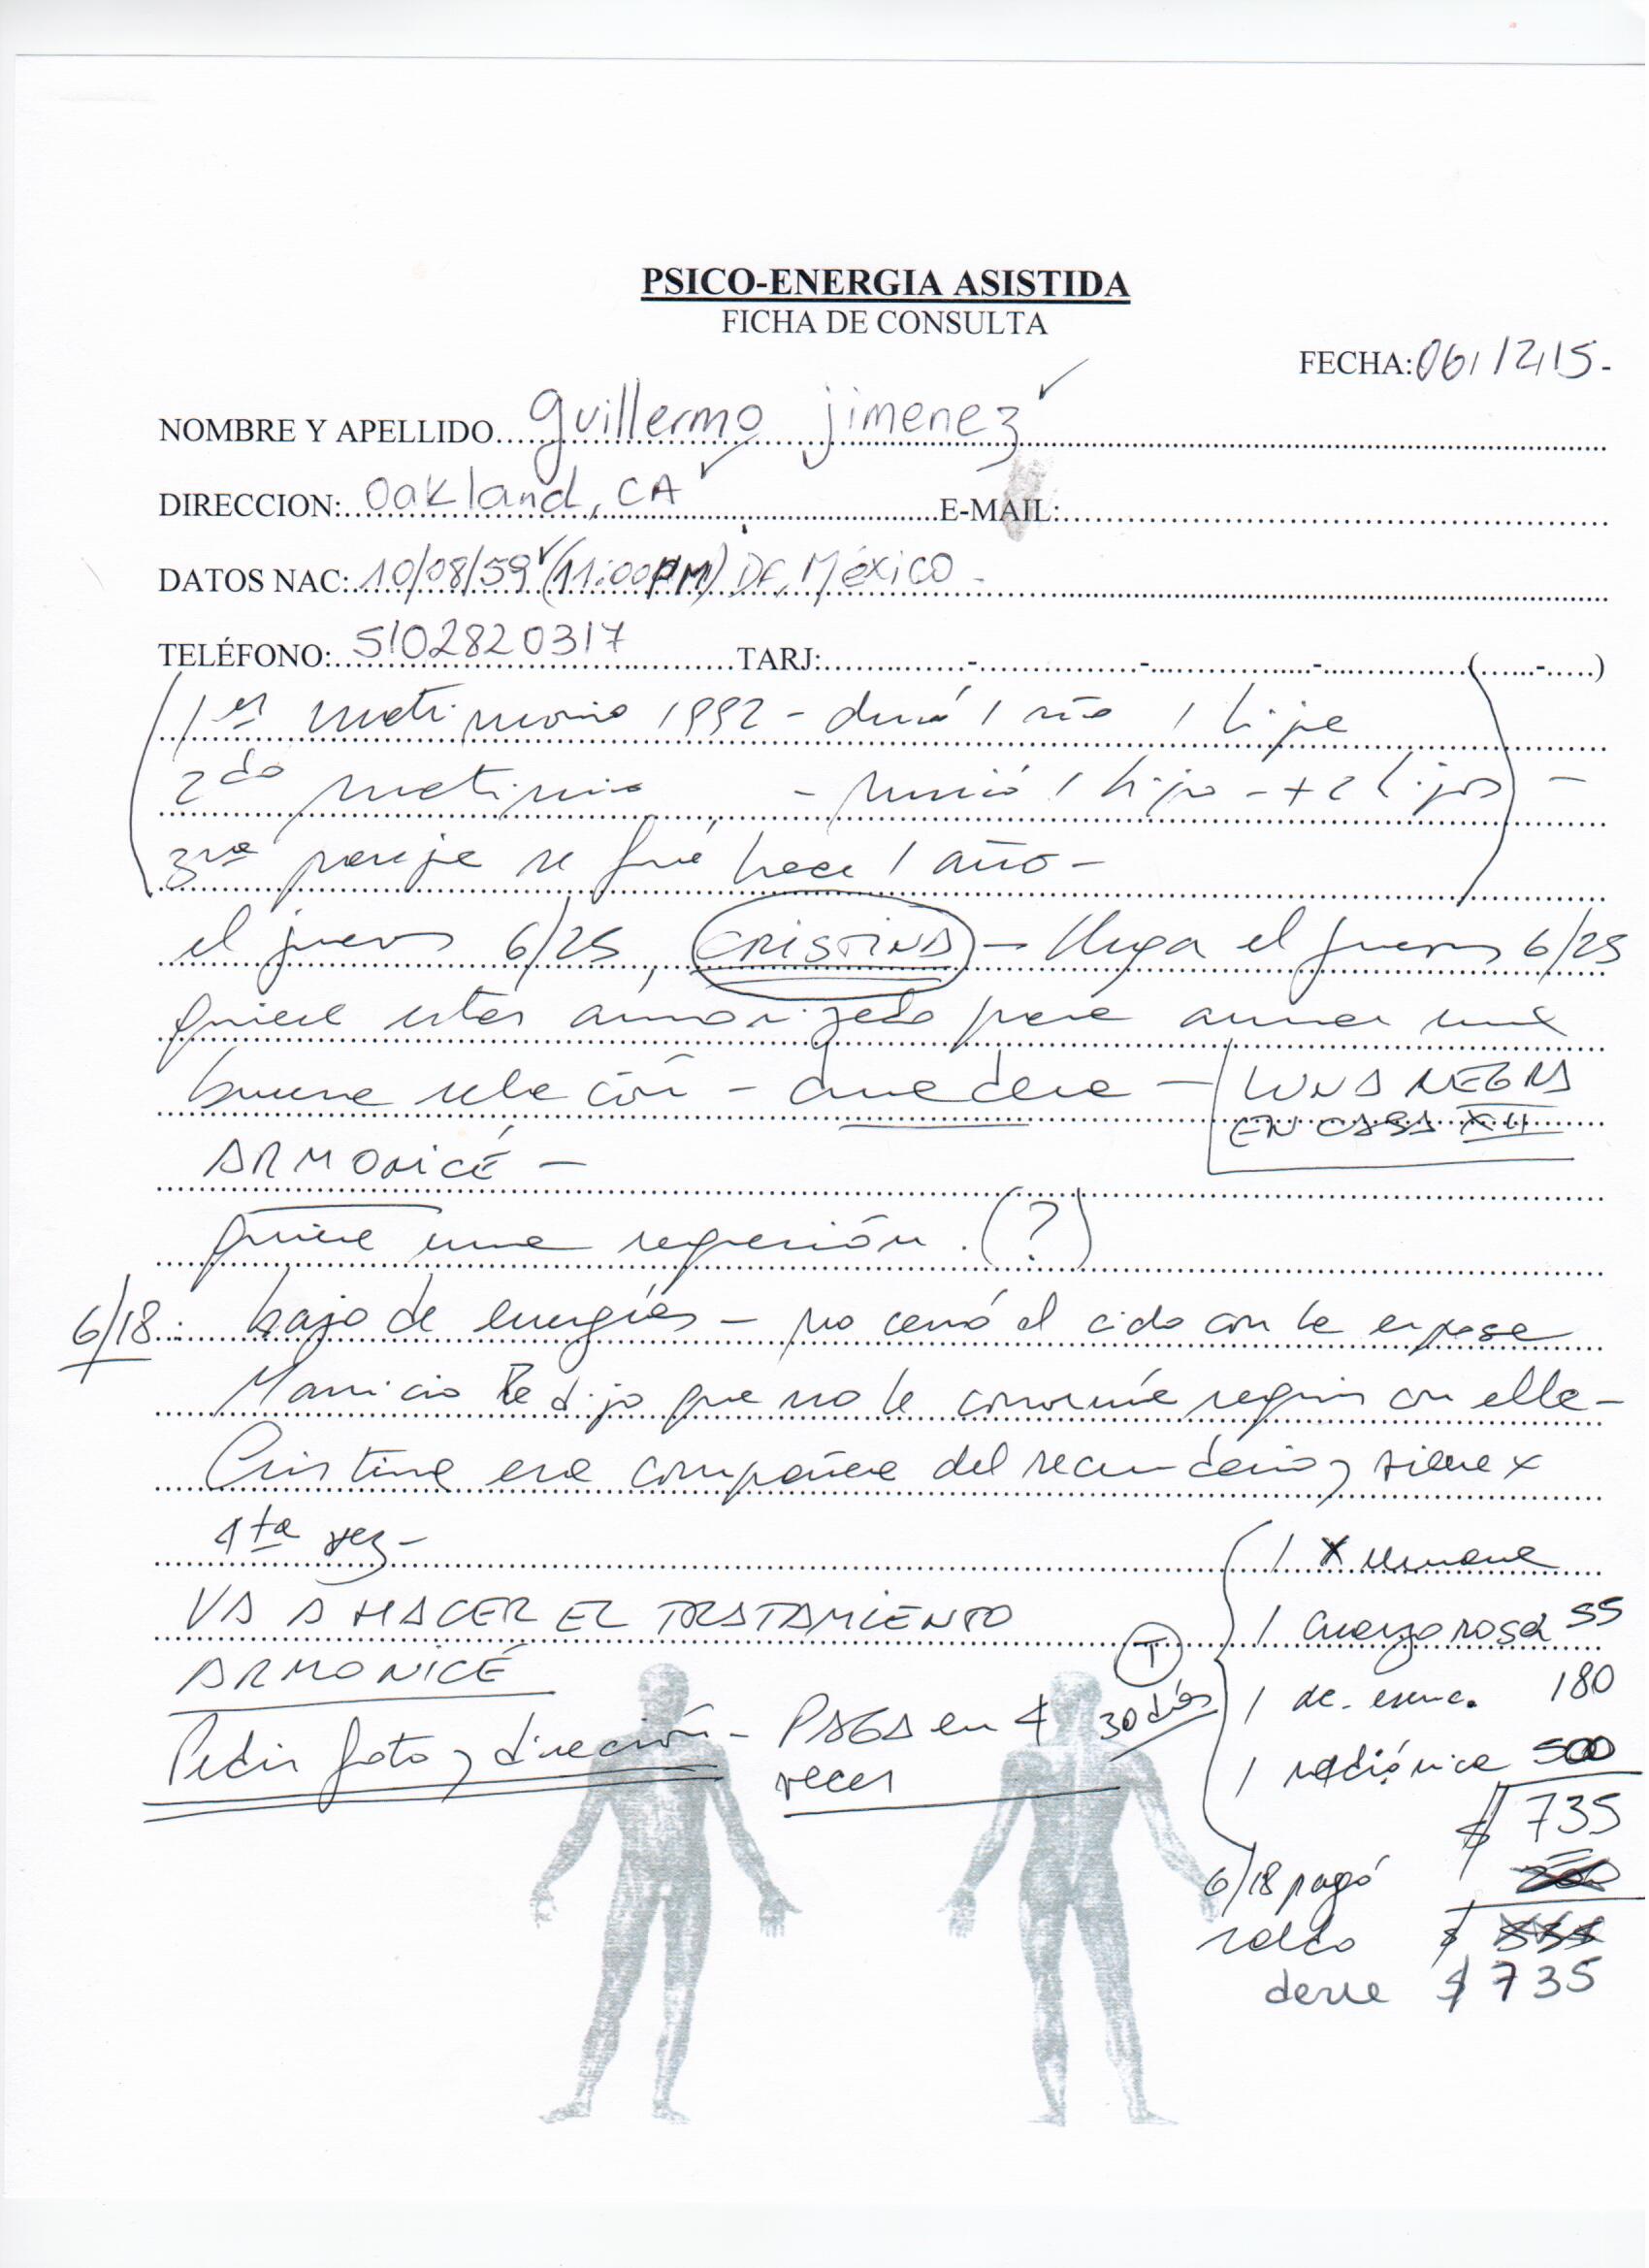 PSICO-ENERGIA ASISTIDA
FICHA DE CONSULTA
FECHA: 06/12/15.-
NOMBRE Y APELLIDO guillermo jimenez ✓
DIRECCION: Oakland, CA ✓ E-MAIL:
DATOS NAC: 10/08/59 ✓ (11:00 PM) DF, México -
TELÉFONO: 5102820317 TARJ: - - - ( - )
1er matrimonio 1992 - duró 1 año 1 hija
2do matrimonio - murió 1 hijo - + 2 hijos -
3ra pareja se fué hace 1 año -
el jueves 6/25, CRISTINA - llega el jueves 6/25
quiere estar armonizado para armar una
buena relación - duradera - LUNA NEGRA
EN CASA XII
ARMONICÉ -
quiere una regresión. (?)
6/18: bajo de energías - no cerró el ciclo con la esposa
Mauricio le dijo que no le conviene seguir con ella -
Cristina era compañera del secundario y viene x
1ta vez -
1 x semana
VA A HACER EL TRATAMIENTO
1 cuarzo rosa 55
ARMONICÉ
T
1 de. esenc. 180
Pedir foto y dirección - PAGA en 4 veces
30 días
1 radiónica 500
$ 735
6/18 pagó
saldo $
debe $ 735